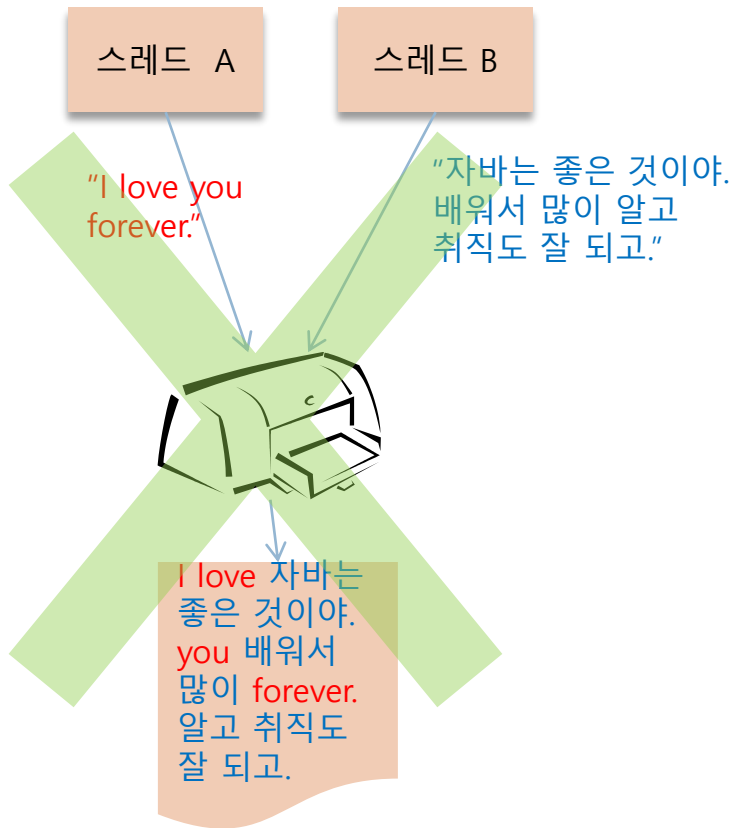 스레드 A
스레드 B
"I love you
forever."
"자바는 좋은 것이야.
배워서 많이 알고
취직도 잘 되고."
I love 자바는
좋은 것이야.
you 배워서
많이 forever.
알고 취직도
잘 되고.